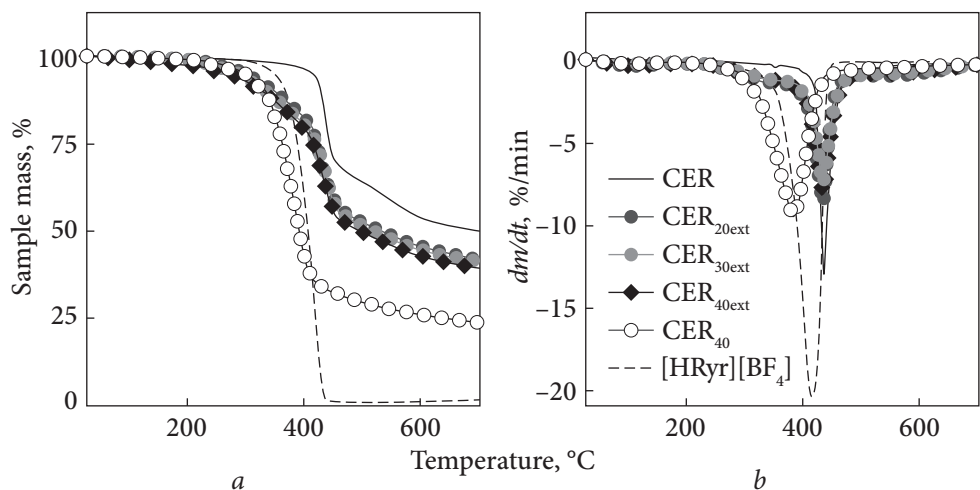 100
75
50
25
0
Sample mass, %
200
400
600
a
0
−5
−10
−15
−20
dm/dt, %/min
CER
CER20ext
CER30ext
CER40ext
CER40
[HRyr][BF4]
200
400
600
b
Temperature, °C